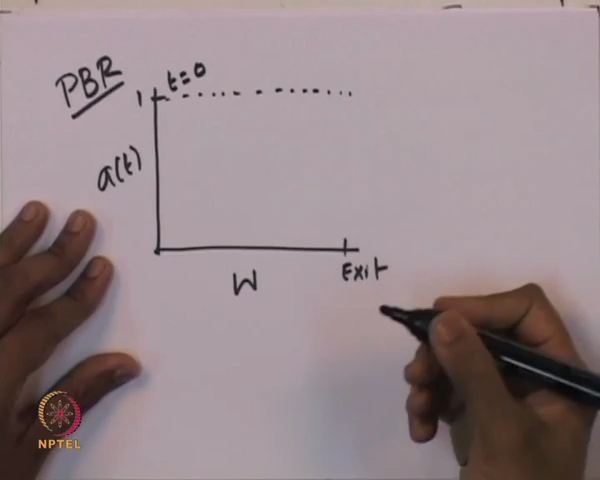 PBR
t=0
1
a(t)
W
Exit
NPTEL